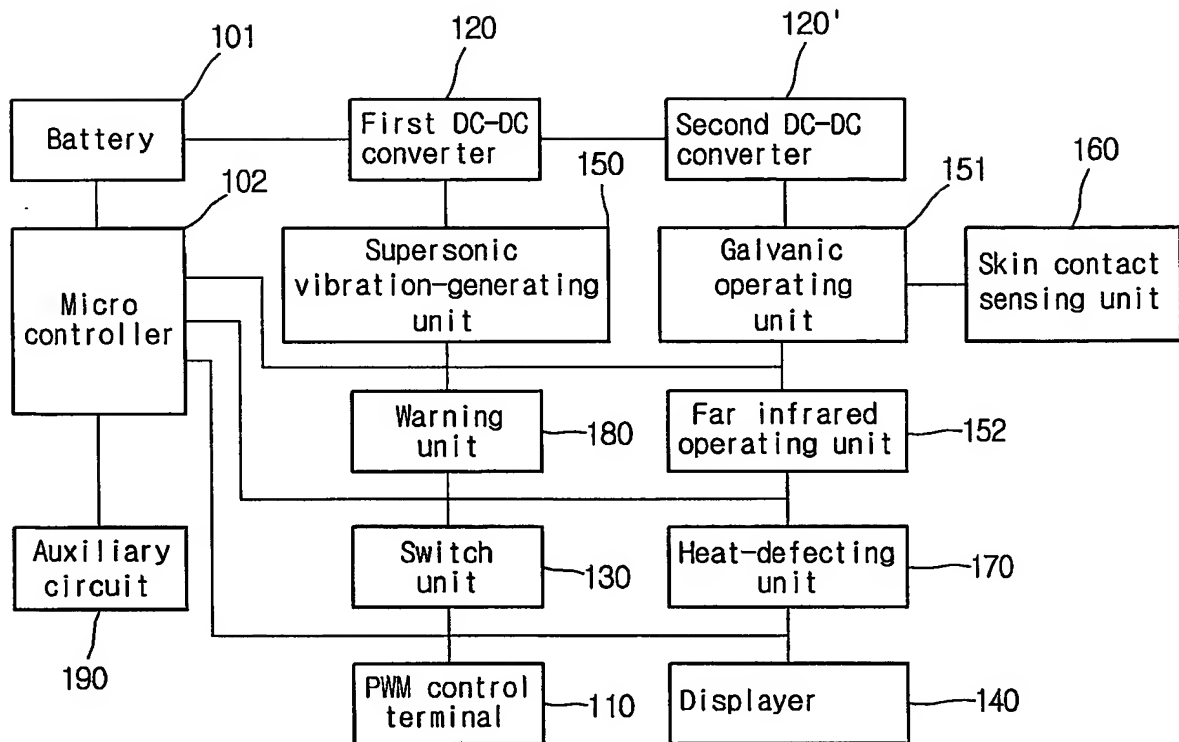 101
120
120'
Battery
First DC-DC
converter
Second DC-DC
converter
102
150
151
160
Micro
controller
Supersonic
vibration-generating
unit
Galvanic
operating
unit
Skin contact
sensing unit
Warning
unit
180
Far infrared
operating unit
152
Auxiliary
circuit
190
Switch
unit
130
Heat-defecting
unit
170
PWM control
terminal
110
Displayer
140